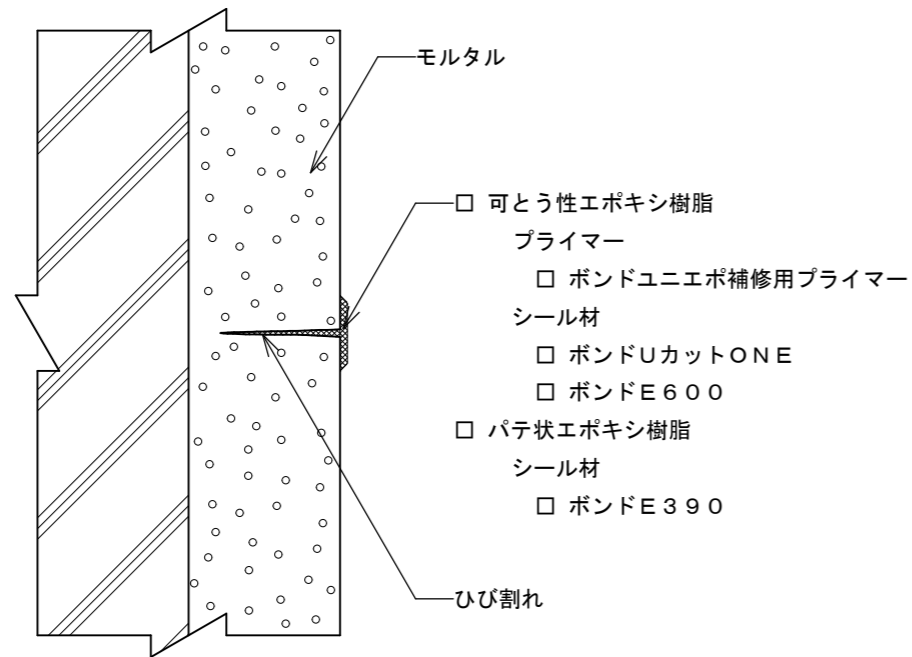 モルタル
□ 可とう性エポキシ樹脂
プライマー
□ ボンドユニエポ補修用プライマー
シール材
□ ボンドUカットONE
□ ボンドE600
□ パテ状エポキシ樹脂
シール材
□ ボンドE390
ひび割れ